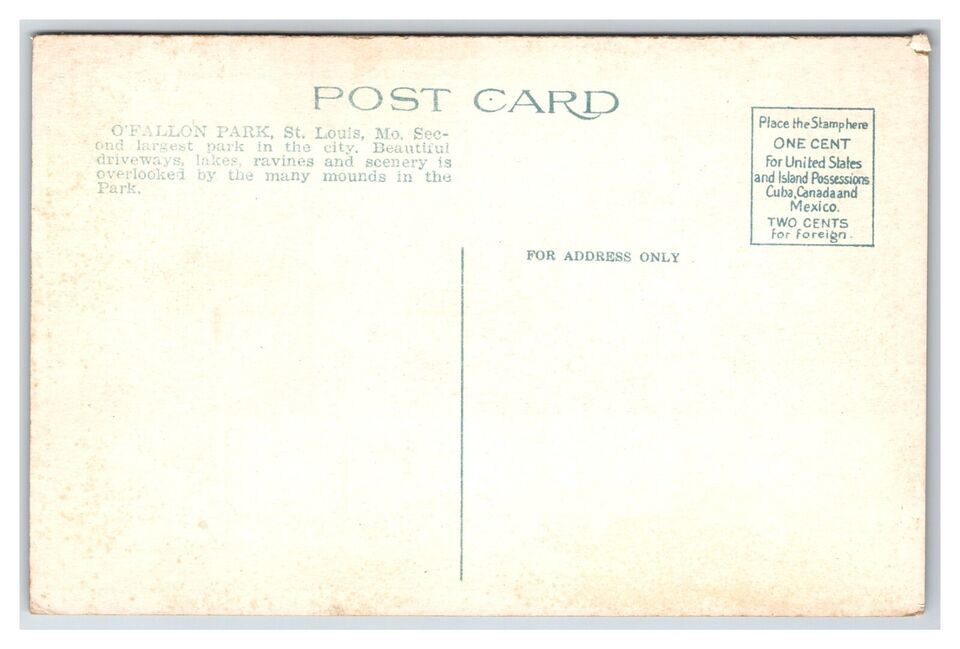 POST CARD
O'FALLON PARK, St. Louis, Mo. Sec-
ond largest park in the city. Beautiful
driveways, lakes, ravines and scenery is
overlooked by the many mounds in the
Park.
Place the Stamp here
ONE CENT
For United States
and Island Possessions
Cuba, Canada and
Mexico.
TWO CENTS
for Foreign.
FOR ADDRESS ONLY